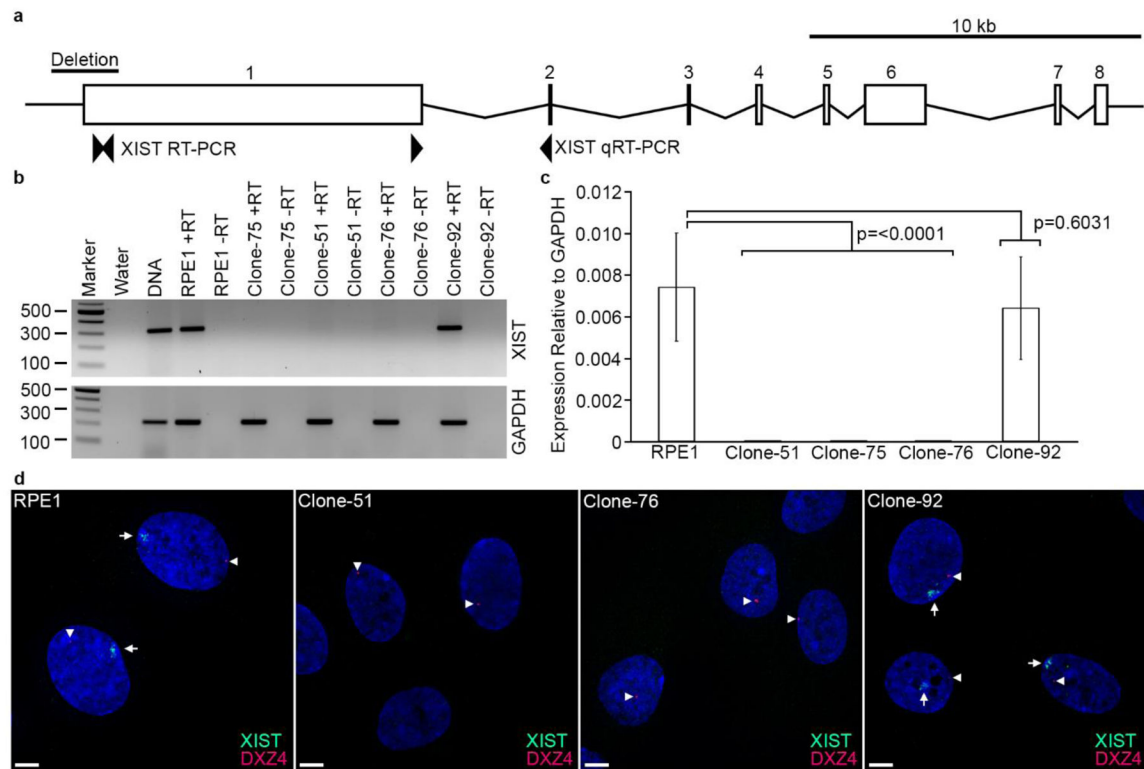 a
10 kb
Deletion
1 2 3 4 5 6 7 8
XIST RT-PCR
XIST qRT-PCR
b
Marker
Water
DNA
RPE1 +RT
RPE1 -RT
Clone-75 +RT
Clone-75 -RT
Clone-51 +RT
Clone-51 -RT
Clone-76 +RT
Clone-76 -RT
Clone-92 +RT
Clone-92 -RT
500
300
100
XIST
500
300
100
GAPDH
c
Expression Relative to GAPDH
0.012
0.010
0.008
0.006
0.004
0.002
0
p=<0.0001
p=0.6031
RPE1 Clone-51 Clone-75 Clone-76 Clone-92
d
RPE1
XIST
DXZ4
Clone-51
XIST
DXZ4
Clone-76
XIST
DXZ4
Clone-92
XIST
DXZ4